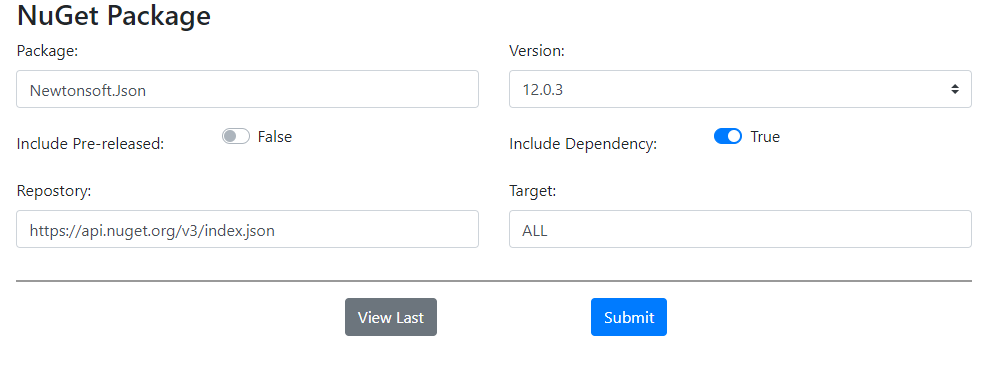 NuGet Package
Package:
Version:
Newtonsoft.Json
12.0.3
Include Pre-released:
False
Include Dependency:
True
Repostory:
Target:
https://api.nuget.org/v3/index.json
ALL
View Last
Submit